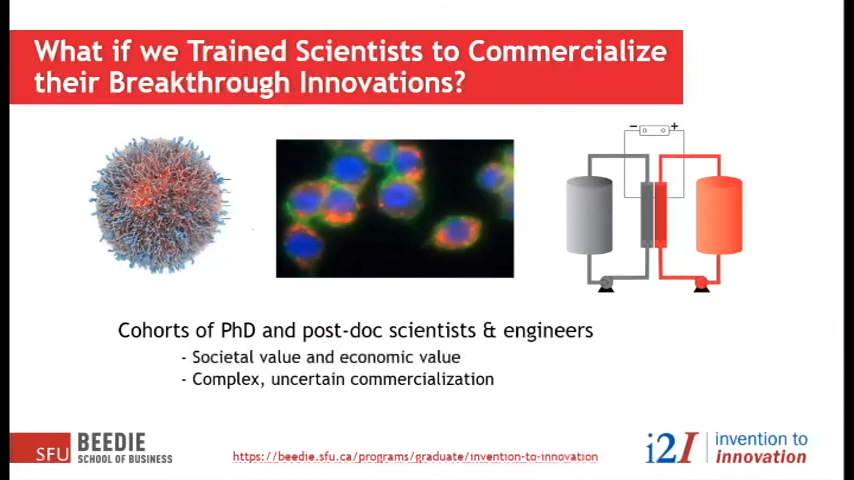 What if we Trained Scientists to Commercialize
their Breakthrough Innovations?
− +
Cohorts of PhD and post-doc scientists & engineers
- Societal value and economic value
- Complex, uncertain commercialization
SFU BEEDIE
SCHOOL OF BUSINESS
https://beedie.sfu.ca/programs/graduate/invention-to-innovation
i2I invention to
innovation